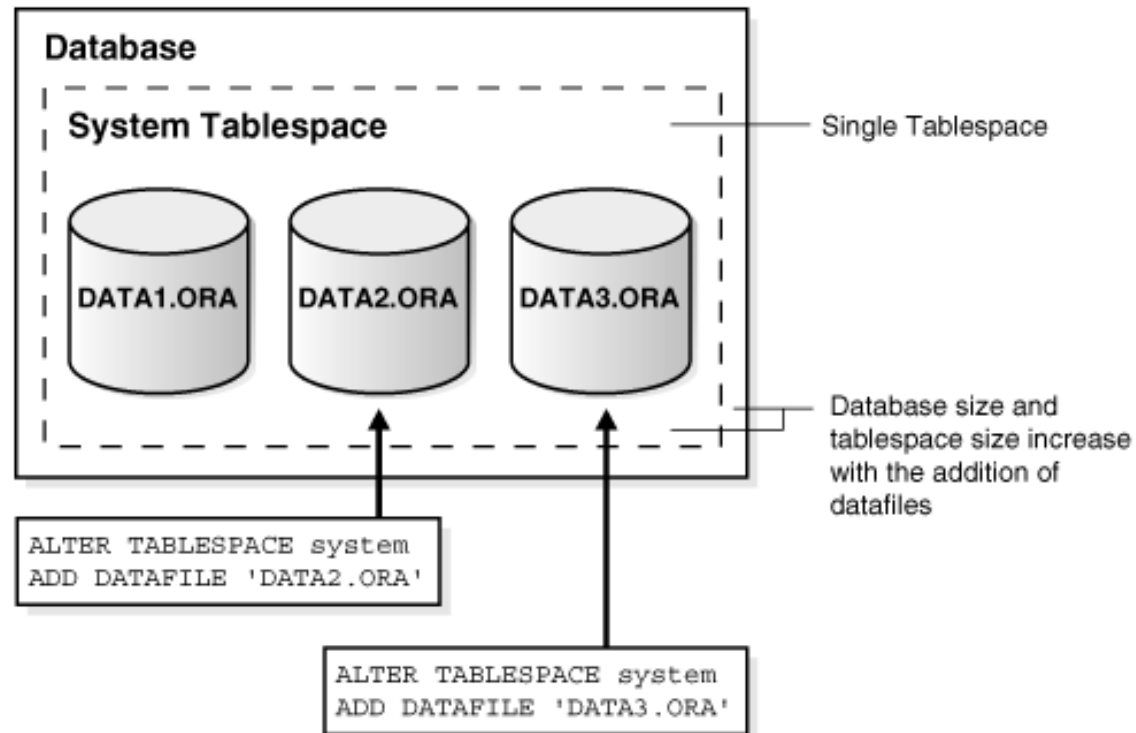 Database
System Tablespace
Single Tablespace
DATA1.ORA
DATA2.ORA
DATA3.ORA
Database size and
tablespace size increase
with the addition of
datafiles
ALTER TABLESPACE system
ADD DATAFILE 'DATA2.ORA'
ALTER TABLESPACE system
ADD DATAFILE 'DATA3.ORA'